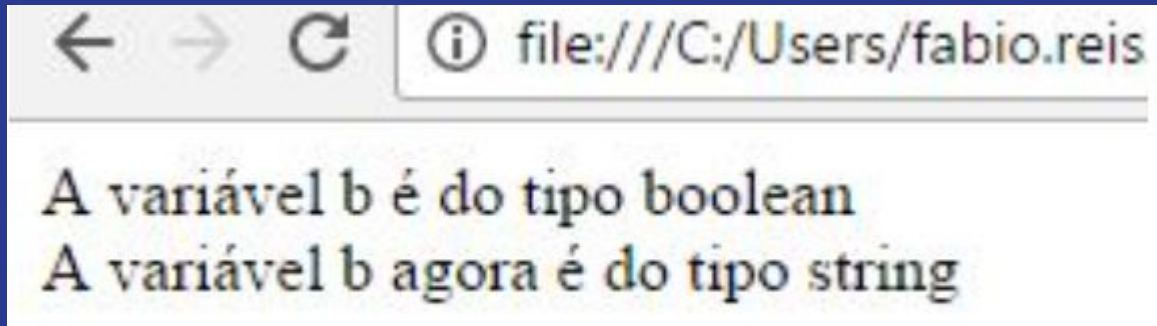 file:///C:/Users/fabio.reis
A variável b é do tipo boolean
A variável b agora é do tipo string